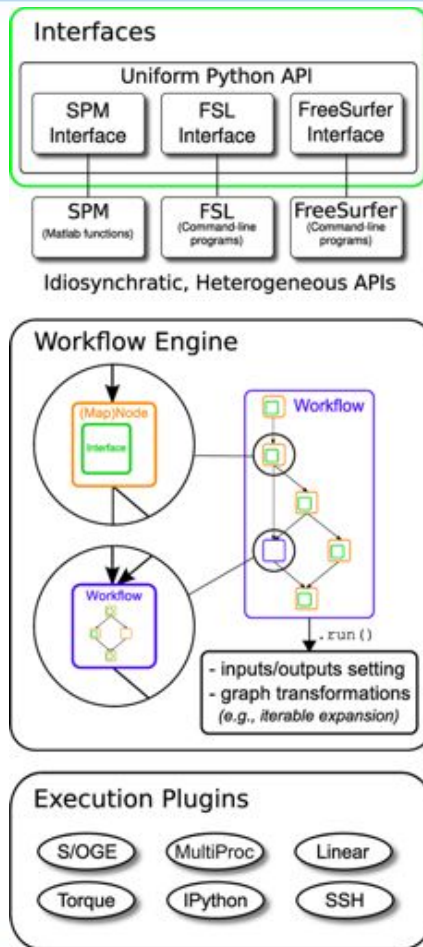 Interfaces
Uniform Python API
SPM
Interface
FSL
Interface
FreeSurfer
Interface
SPM
(Matlab functions)
FSL
(Command-line
programs)
FreeSurfer
(Command-line
programs)
Idiosynchratic, Heterogeneous APIs
Workflow Engine
(Map)Node
Interface
Workflow
Workflow
.run()
- inputs/outputs setting
- graph transformations
(e.g., iterable expansion)
Execution Plugins
S/OGE
MultiProc
Linear
Torque
IPython
SSH